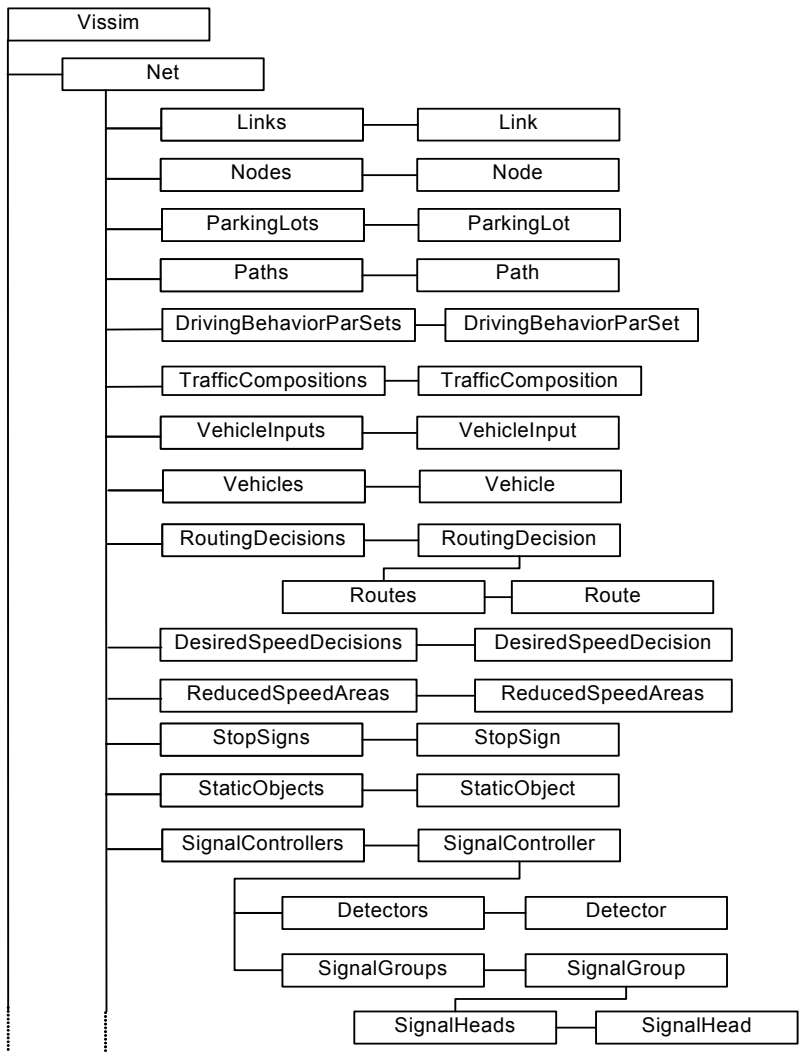 Vissim
Net
Links Link
Nodes Node
ParkingLots ParkingLot
Paths Path
DrivingBehaviorParSets DrivingBehaviorParSet
TrafficCompositions TrafficComposition
VehicleInputs VehicleInput
Vehicles Vehicle
RoutingDecisions RoutingDecision
Routes Route
DesiredSpeedDecisions DesiredSpeedDecision
ReducedSpeedAreas ReducedSpeedAreas
StopSigns StopSign
StaticObjects StaticObject
SignalControllers SignalController
Detectors Detector
SignalGroups SignalGroup
SignalHeads SignalHead